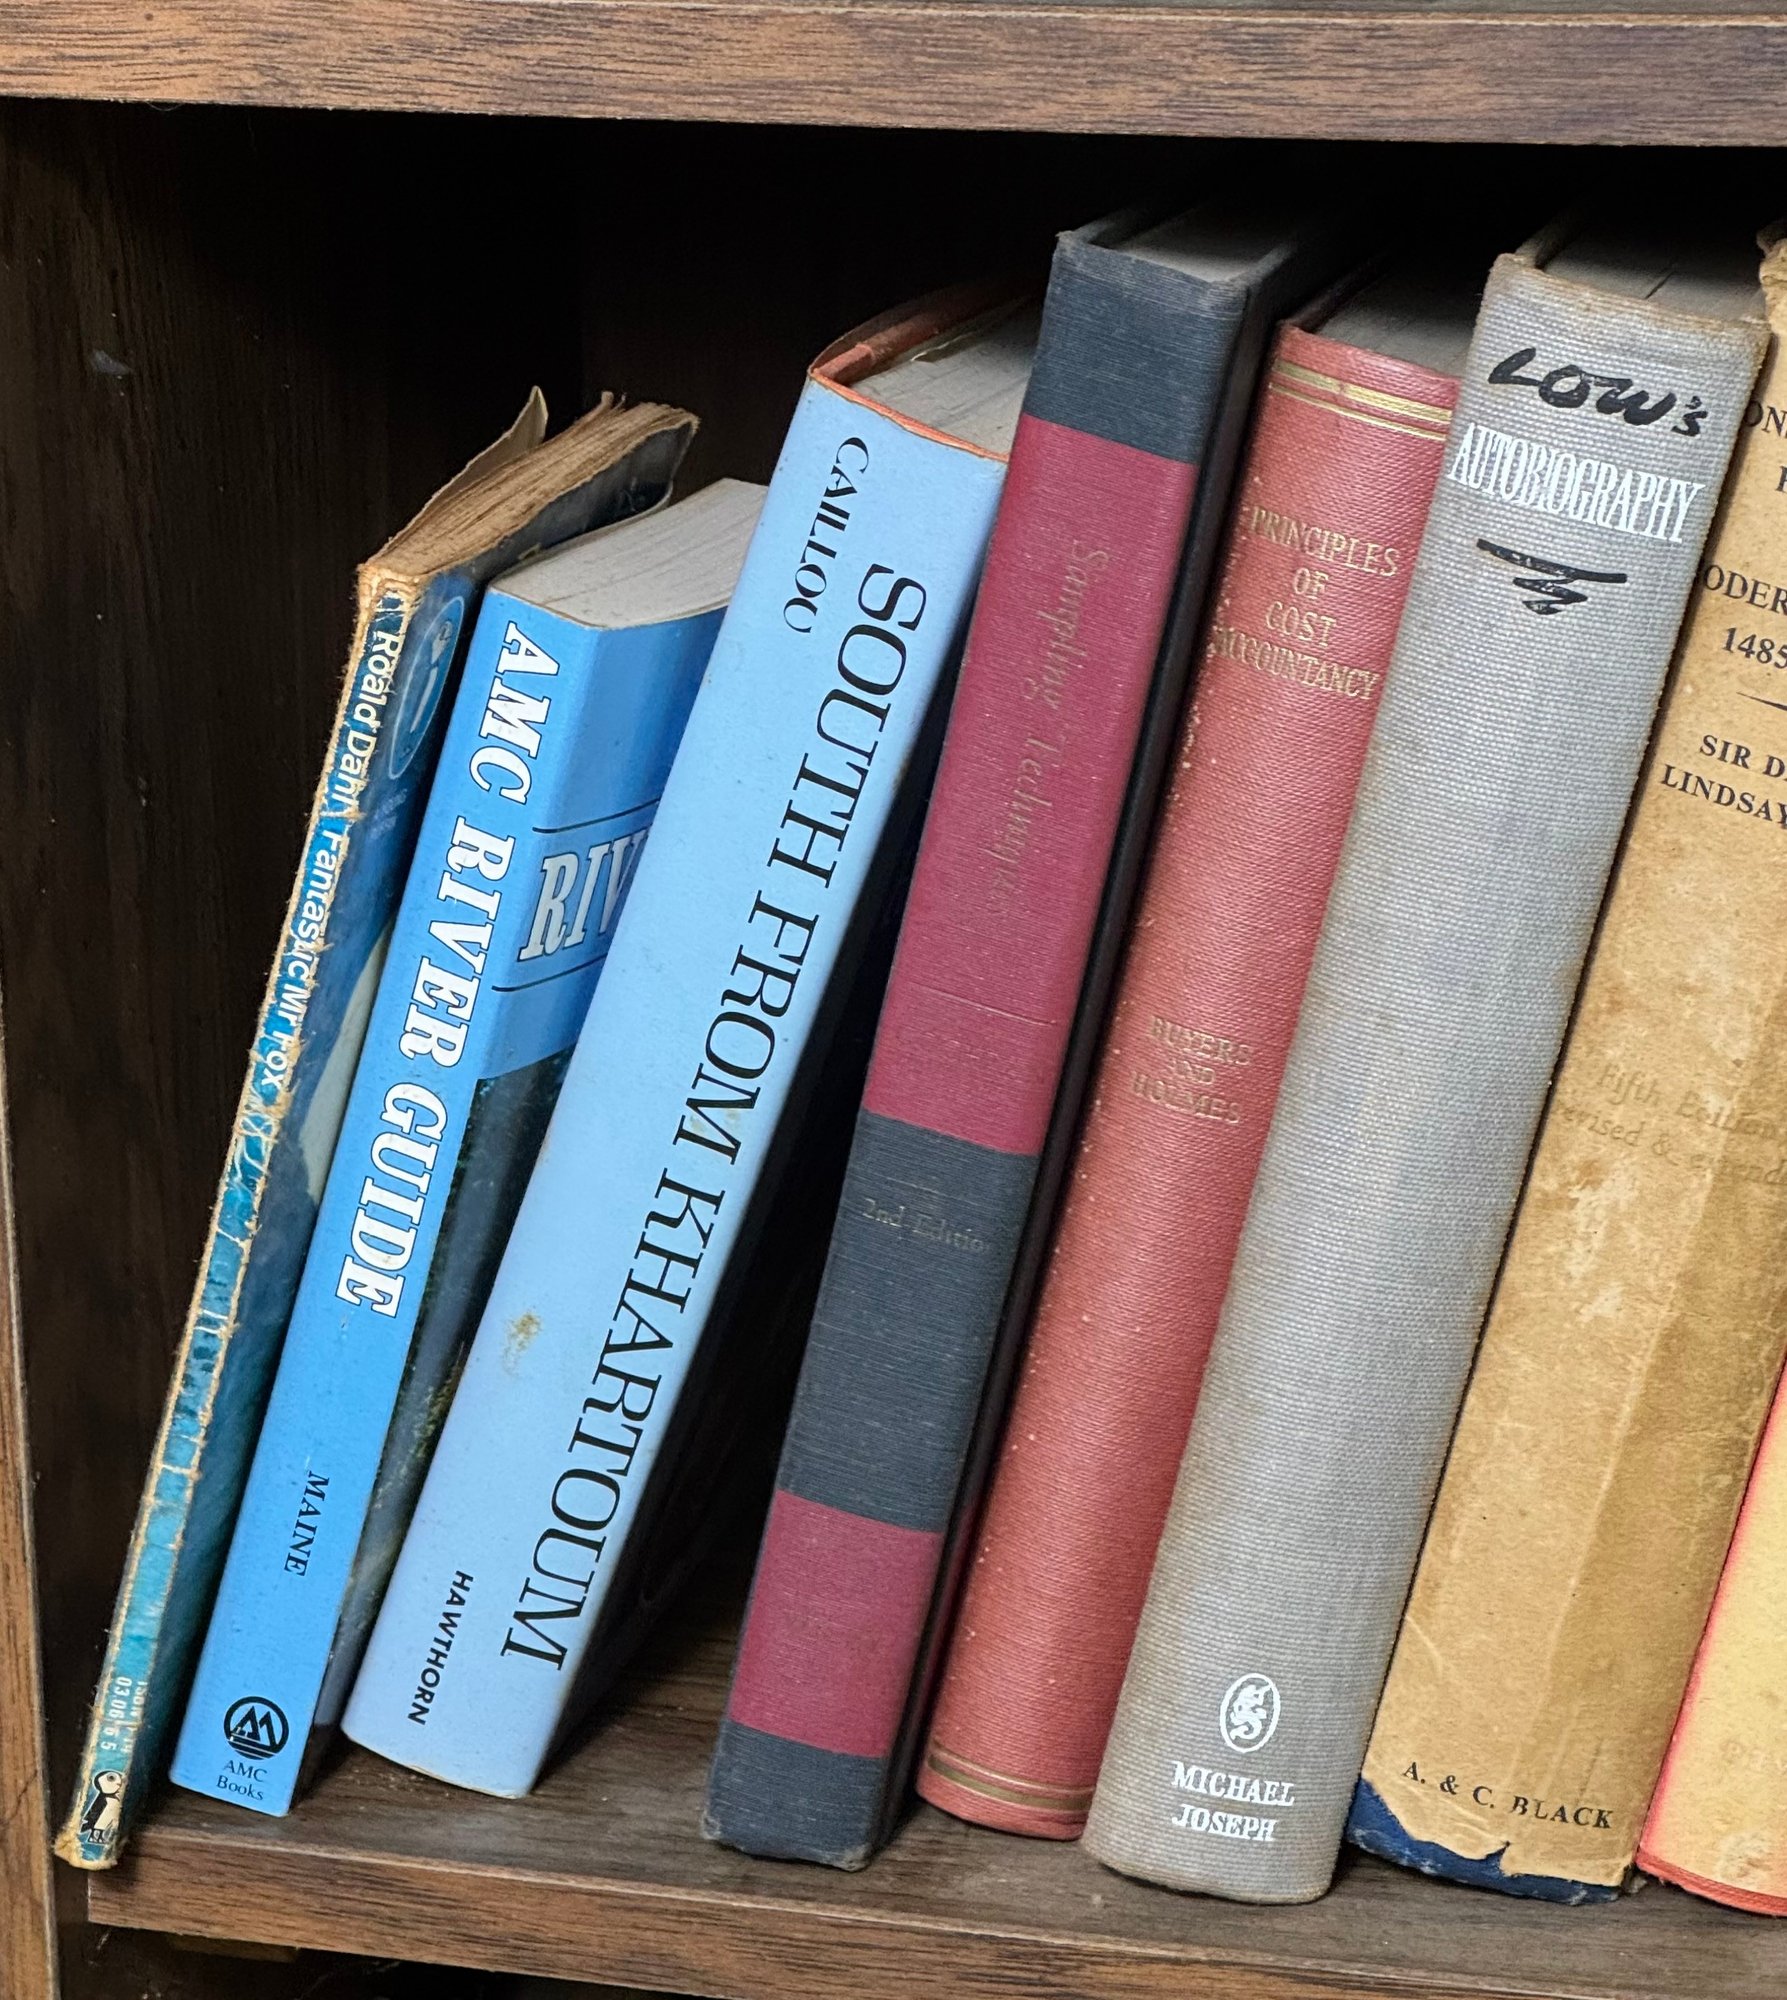 Roald Dahl Fantastic Mr Fox
AMC RIVER GUIDE
MAINE
AMC
Books
RIV
CAILLOU
SOUTH FROM KHARTOUM
HAWTHORN
Sampling Techniques
2nd Edition
PRINCIPLES
OF
COST
ACCOUNTANCY
BUYERS
AND
HOLMES
LOW's
AUTOBIOGRAPHY
MICHAEL
JOSEPH
ODER
1485
SIR D
LINDSAY
Fifth Edition
revised &
A. & C. BLACK